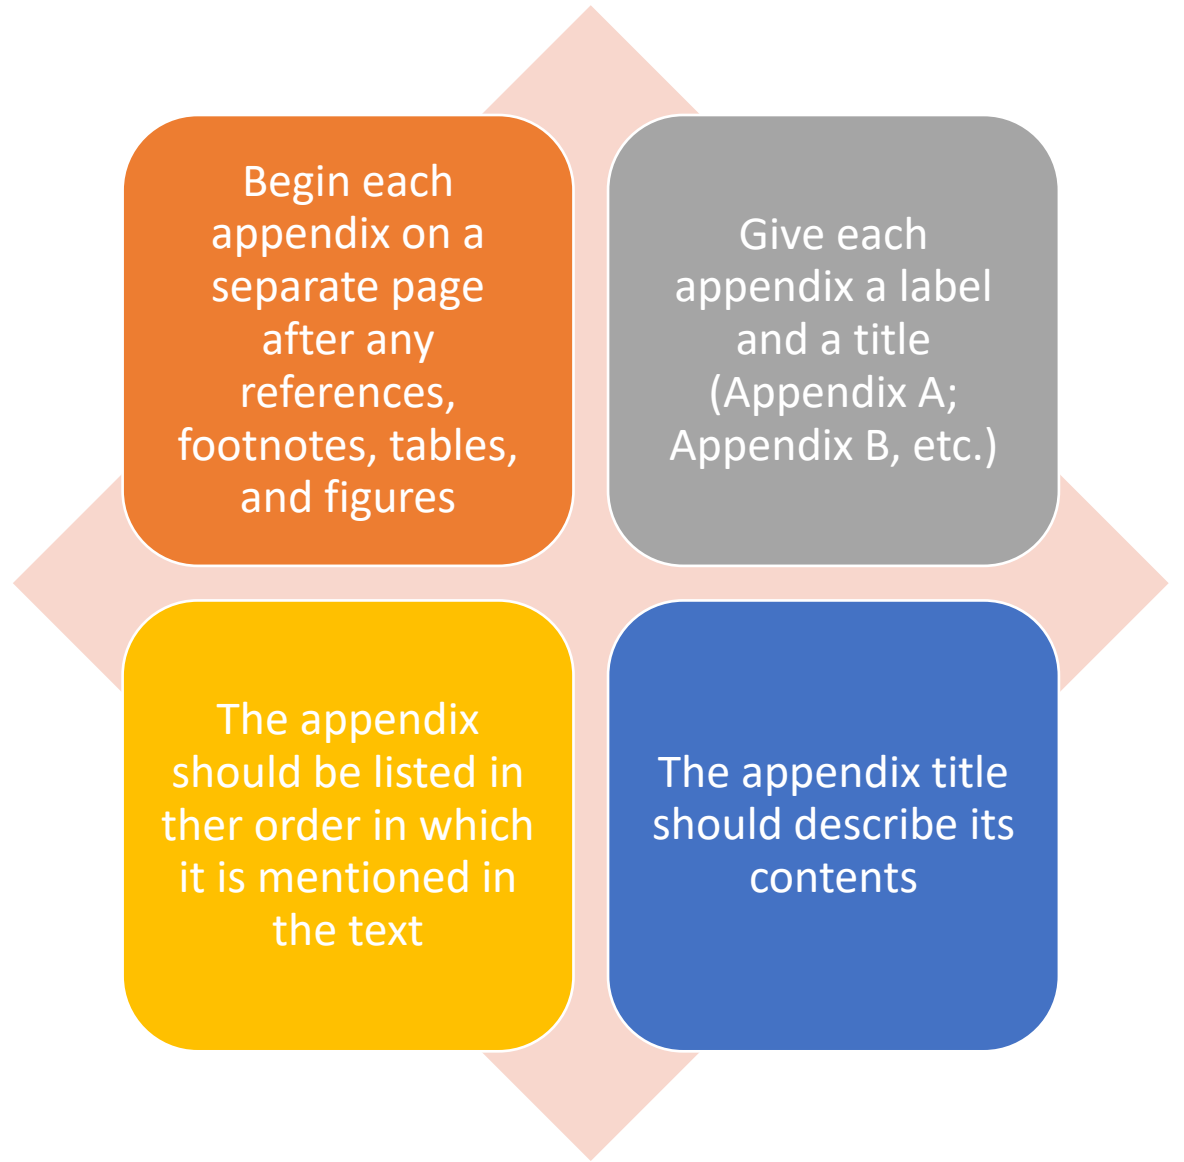 Begin each
appendix on a
separate page
after any
references,
footnotes, tables,
and figures
Give each
appendix a label
and a title
(Appendix A;
Appendix B, etc.)
The appendix
should be listed in
ther order in which
it is mentioned in
the text
The appendix title
should describe its
contents